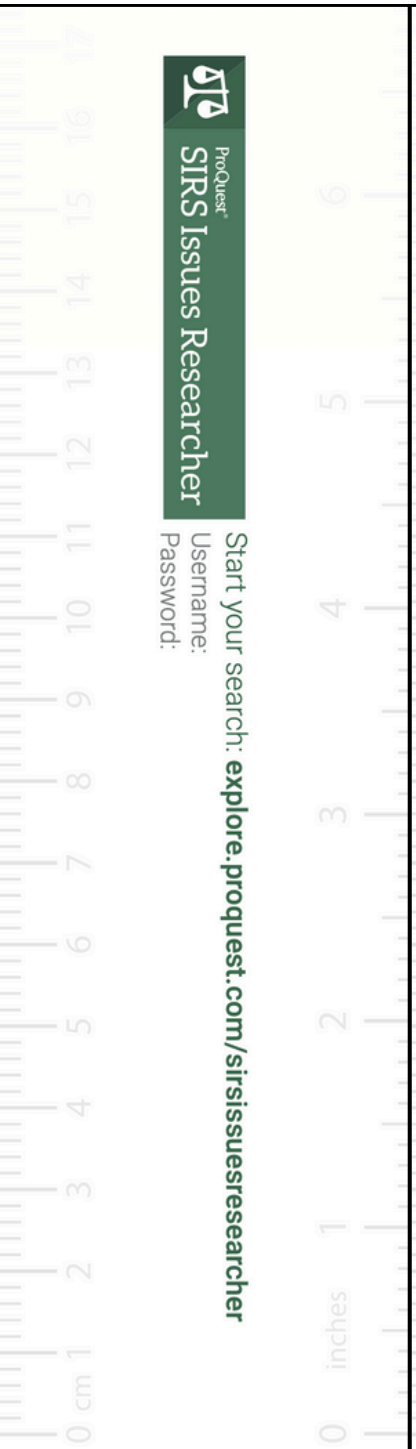 ProQuest®
SIRS Issues Researcher
Start your search: explore.proquest.com/sirsissuesresearcher
Username:
Password:
0 cm 1 2 3 4 5 6 7 8 9 10 11 12 13 14 15 16 17
0 inches 1 2 3 4 5 6